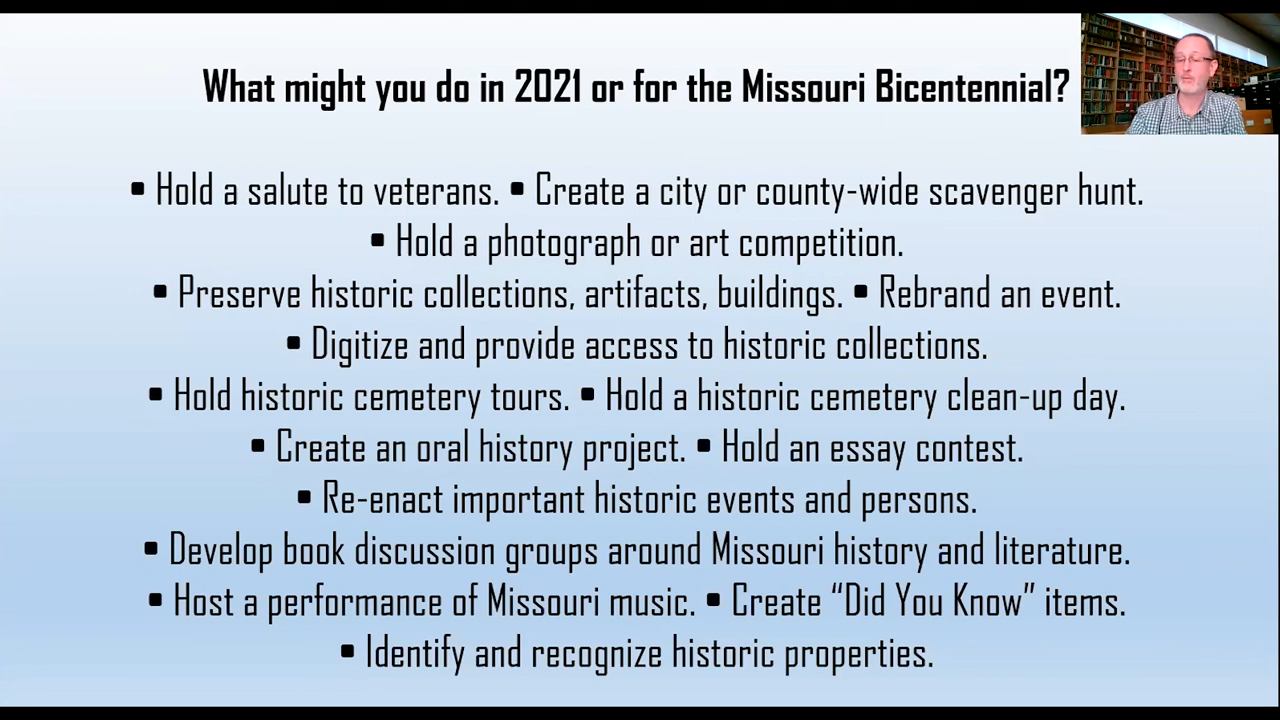 What might you do in 2021 or for the Missouri Bicentennial?
▪ Hold a salute to veterans. ▪ Create a city or county-wide scavenger hunt.
▪ Hold a photograph or art competition.
▪ Preserve historic collections, artifacts, buildings. ▪ Rebrand an event.
▪ Digitize and provide access to historic collections.
▪ Hold historic cemetery tours. ▪ Hold a historic cemetery clean-up day.
▪ Create an oral history project. ▪ Hold an essay contest.
▪ Re-enact important historic events and persons.
▪ Develop book discussion groups around Missouri history and literature.
▪ Host a performance of Missouri music. ▪ Create “Did You Know” items.
▪ Identify and recognize historic properties.